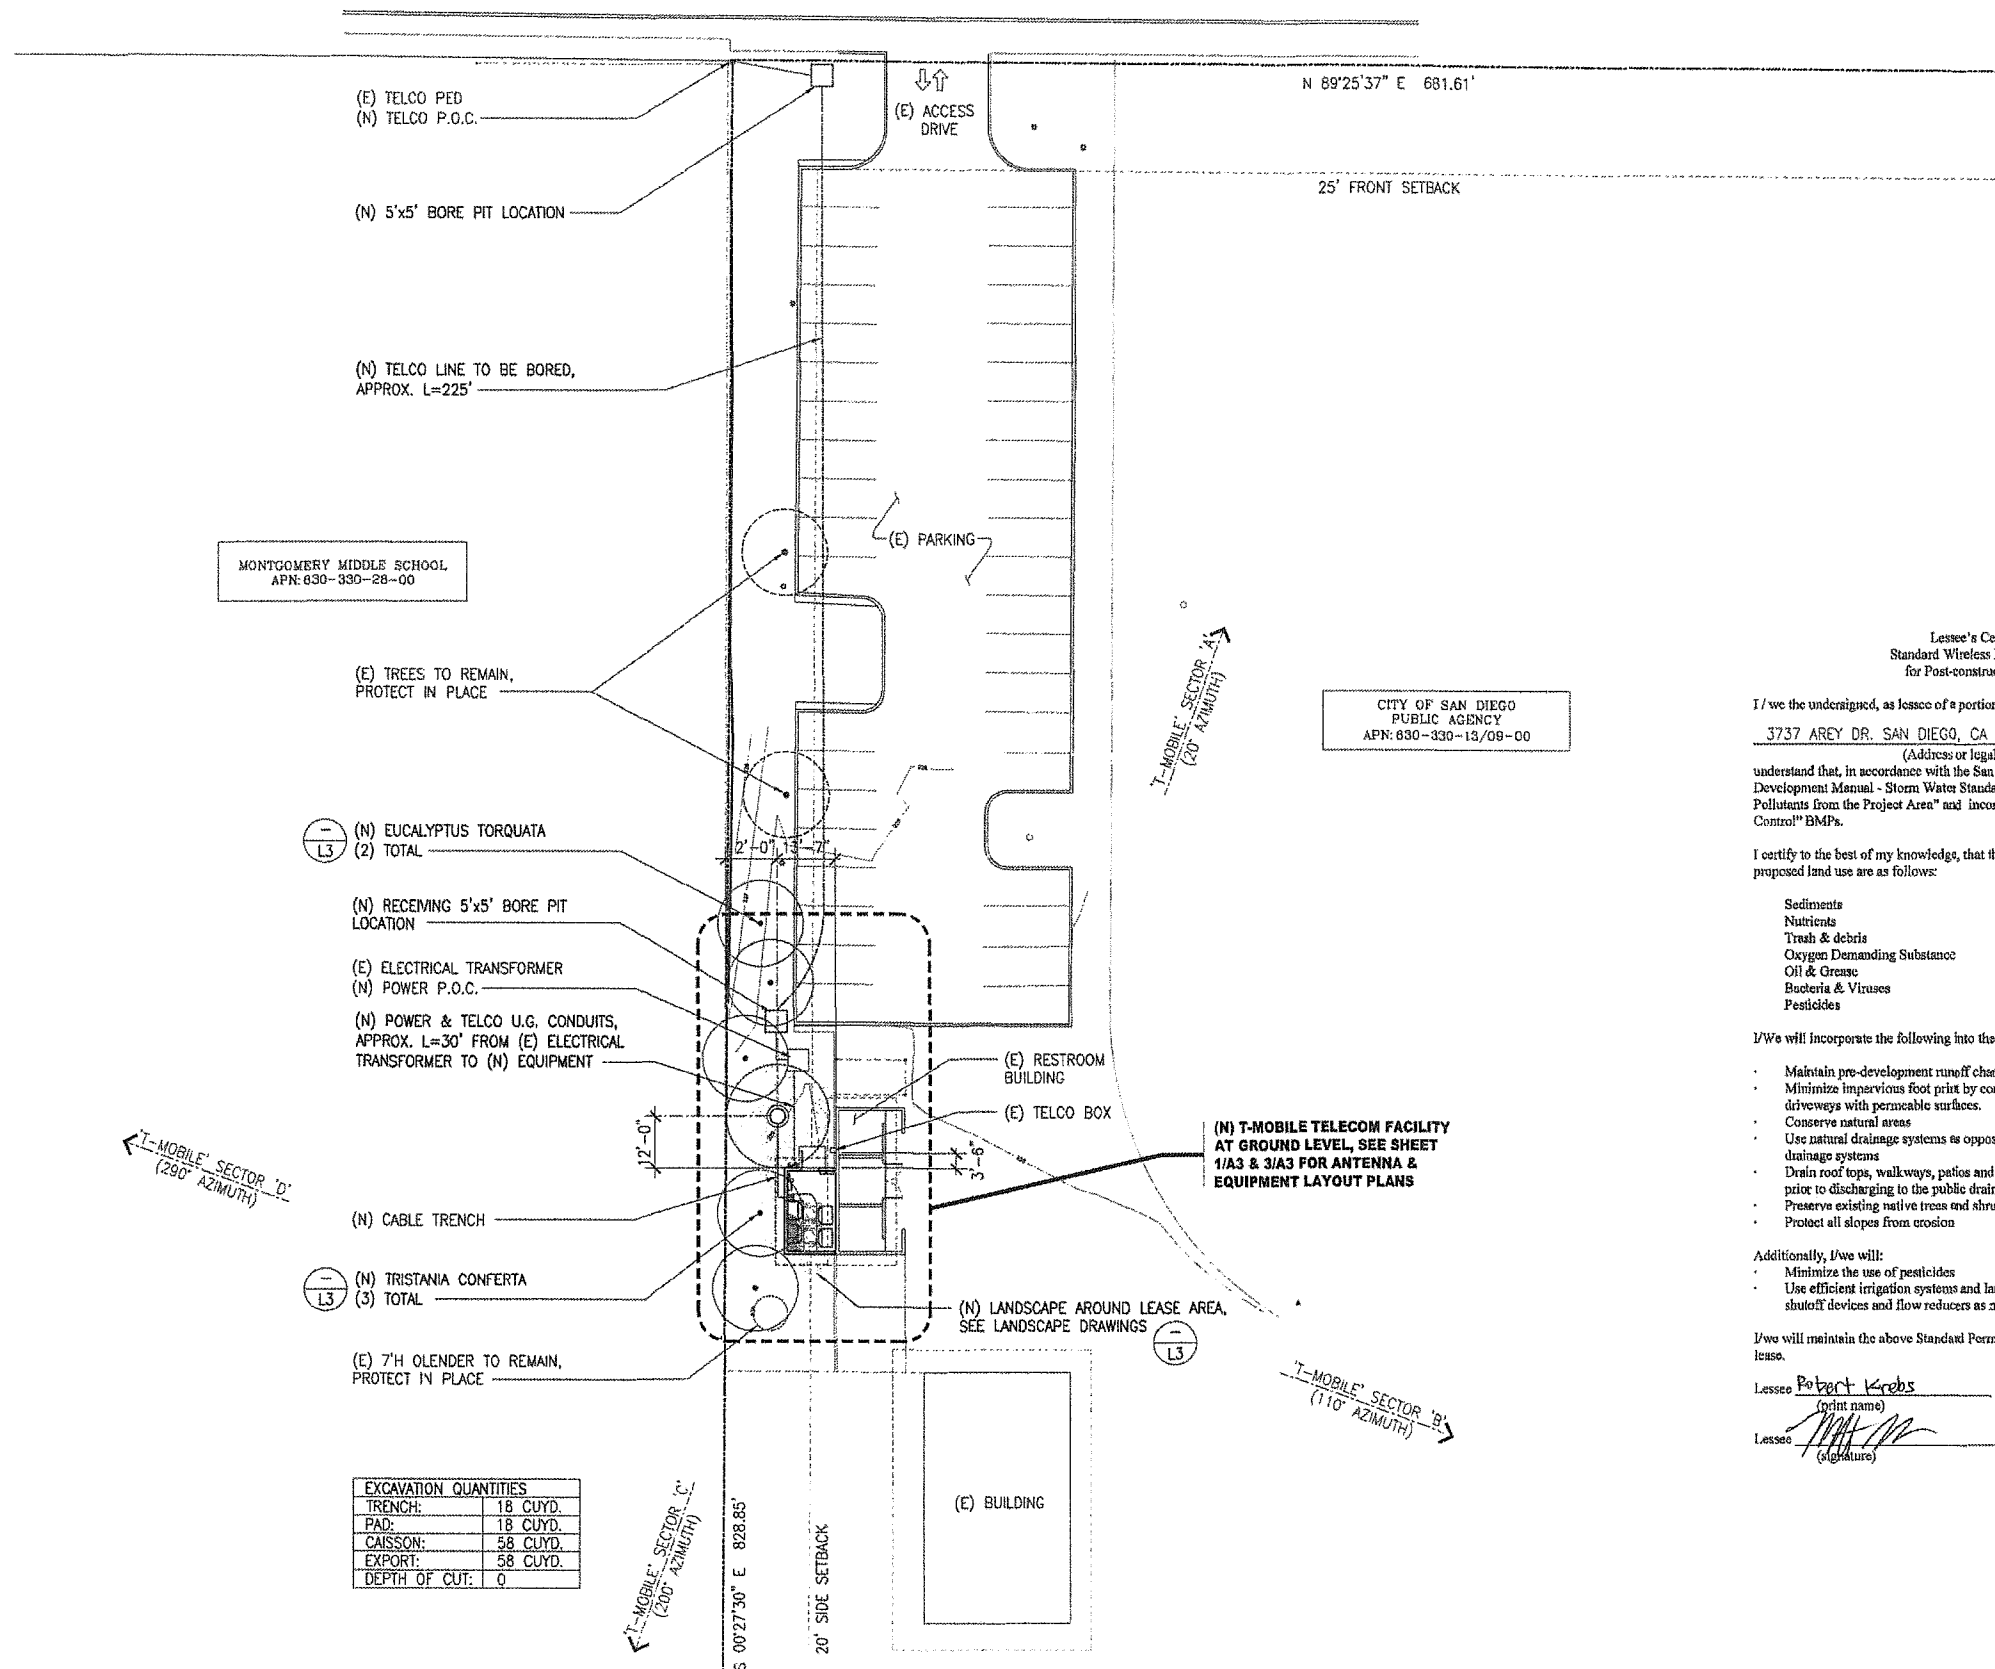 N 89°25'37" E 681.61'
(E) TELCO PED
(N) TELCO P.O.C.
(E) ACCESS
DRIVE
25' FRONT SETBACK
(N) 5'x5' BORE PIT LOCATION
(N) TELCO LINE TO BE BORED,
APPROX. L=225'
(E) PARKING
MONTGOMERY MIDDLE SCHOOL
APN: 630-330-28-00
(E) TREES TO REMAIN,
PROTECT IN PLACE
'T-MOBILE' SECTOR 'A'
(20° AZIMUTH)
CITY OF SAN DIEGO
PUBLIC AGENCY
APN: 630-330-13/09-00
L3
(N) EUCALYPTUS TORQUATA
(2) TOTAL
2'-0" 13'-7"
(N) RECEIVING 5'x5' BORE PIT
LOCATION
(E) ELECTRICAL TRANSFORMER
(N) POWER P.O.C.
(N) POWER & TELCO U.G. CONDUITS,
APPROX. L=30' FROM (E) ELECTRICAL
TRANSFORMER TO (N) EQUIPMENT
(E) RESTROOM
BUILDING
(E) TELCO BOX
12'-0"
3'-6"
(N) T-MOBILE TELECOM FACILITY
AT GROUND LEVEL, SEE SHEET
1/A3 & 3/A3 FOR ANTENNA &
EQUIPMENT LAYOUT PLANS
'T-MOBILE' SECTOR 'D'
(290° AZIMUTH)
(N) CABLE TRENCH
L3
(N) TRISTANIA CONFERTA
(3) TOTAL
(N) LANDSCAPE AROUND LEASE AREA,
SEE LANDSCAPE DRAWINGS
L3
(E) 7'H OLENDER TO REMAIN,
PROTECT IN PLACE
'T-MOBILE' SECTOR 'B'
(110° AZIMUTH)
EXCAVATION QUANTITIES
TRENCH: 18 CUYD.
PAD: 18 CUYD.
CAISSON: 58 CUYD.
EXPORT: 58 CUYD.
DEPTH OF CUT: 0
'T-MOBILE' SECTOR 'C'
(200° AZIMUTH)
S 00°27'30" E 828.85'
20' SIDE SETBACK
(E) BUILDING
Lessee's Ce
Standard Wireless
for Post-constru
I / we the undersigned, as lessee of a portion
3737 AREY DR. SAN DIEGO, CA
(Address or legal
understand that, in accordance with the San
Development Manual - Storm Water Standa
Pollutants from the Project Area" and incor
Control" BMPs.
I certify to the best of my knowledge, that th
proposed land use are as follows:
Sediments
Nutrients
Trash & debris
Oxygen Demanding Substance
Oil & Grease
Bacteria & Viruses
Pesticides
I/We will incorporate the following into the
· Maintain pre-development runoff char
· Minimize impervious foot print by con
driveways with permeable surfaces.
· Conserve natural areas
· Use natural drainage systems as oppos
drainage systems
· Drain roof tops, walkways, patios and
prior to discharging to the public drain
· Preserve existing native trees and shru
· Protect all slopes from erosion
Additionally, I/we will:
· Minimize the use of pesticides
· Use efficient irrigation systems and la
shutoff devices and flow reducers as n
I/we will maintain the above Standard Perm
lease.
Lessee Robert Krebs
(print name)
Lessee
(signature)